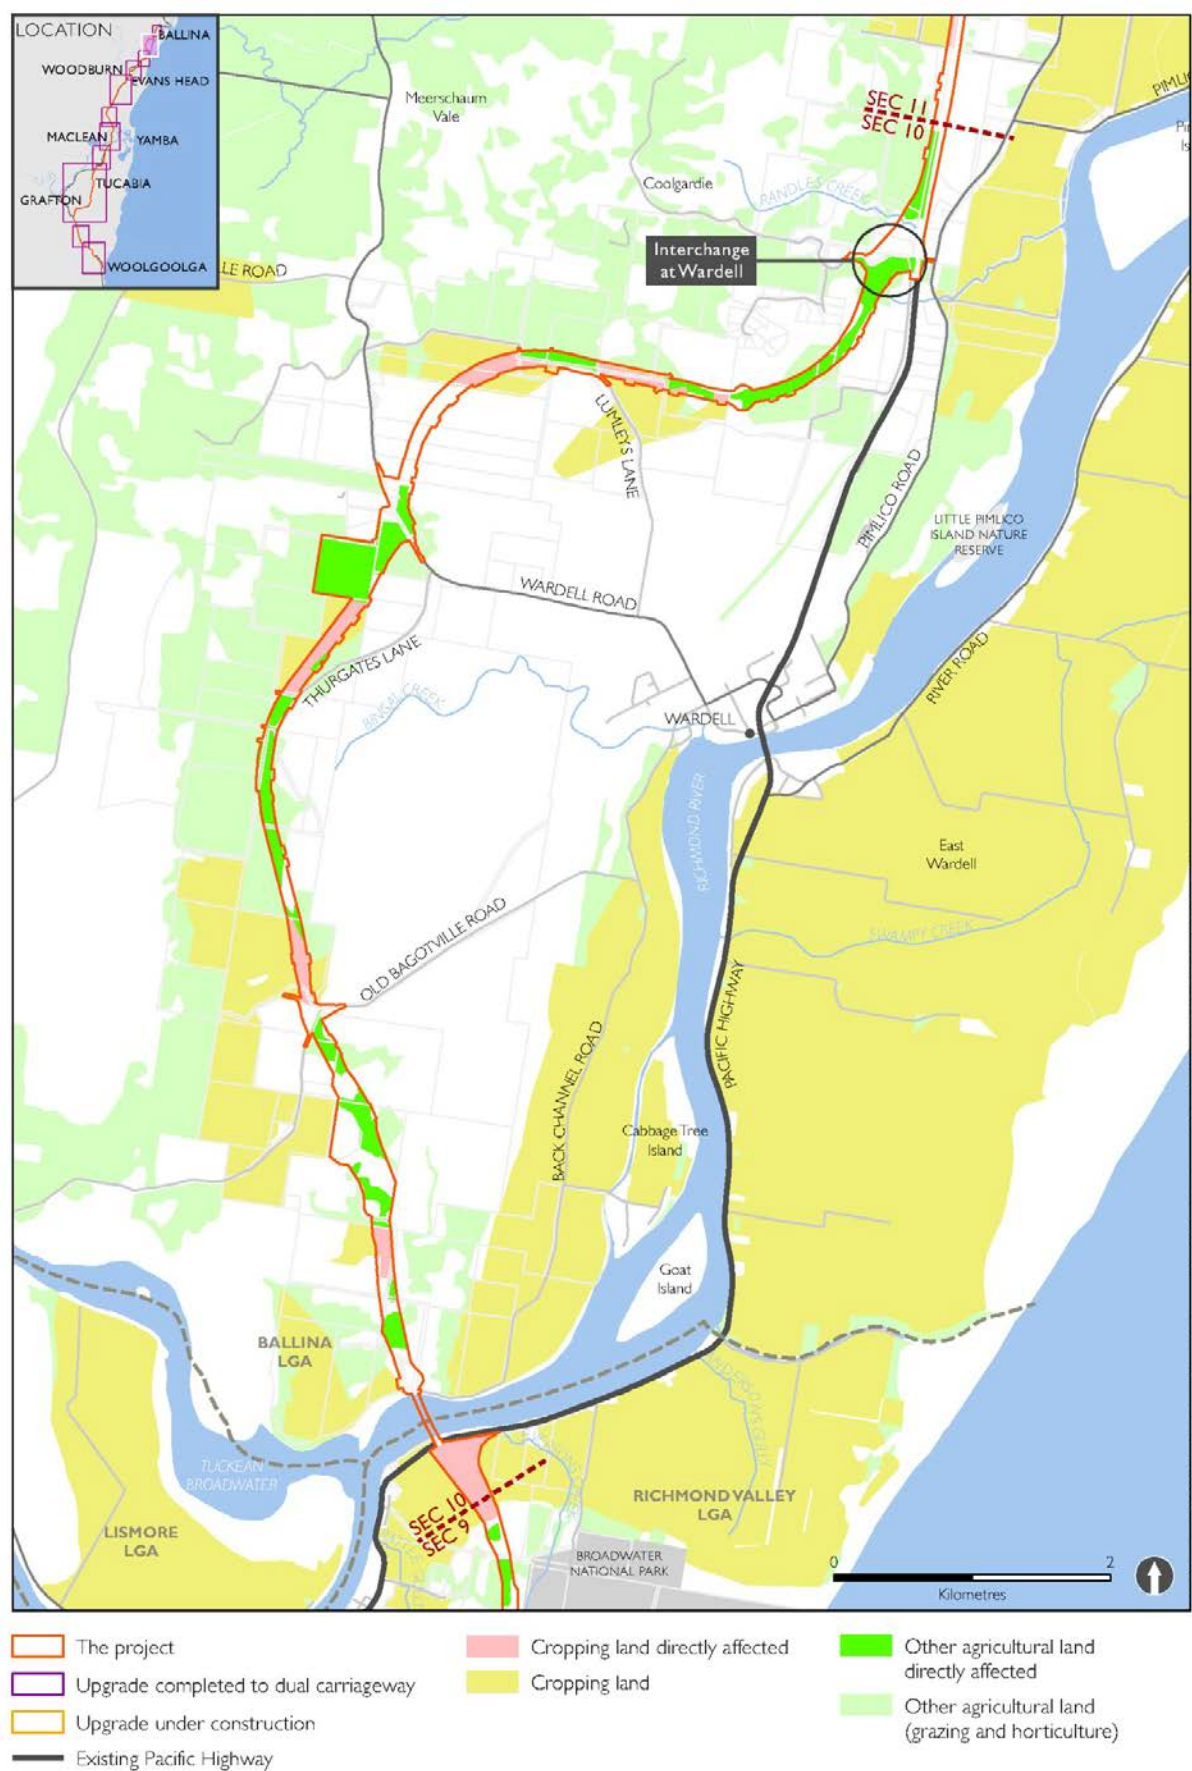 LOCATION
BALLINA
WOODBURN
EVANS HEAD
MACLEAN
YAMBA
TUCABIA
GRAFTON
WOOLGOOLGA
LE ROAD
Meerschaum
Vale
SEC 11
SEC 10
Coolgardie
RANDLES CREEK
Interchange
at Wardell
LUMLEYS LANE
PIMLICO ROAD
LITTLE PIMLICO
ISLAND NATURE
RESERVE
WARDELL ROAD
THURGATES LANE
BINGAL CREEK
RIVER ROAD
WARDELL
RICHMOND RIVER
East
Wardell
SWAMPY CREEK
OLD BAGOTVILLE ROAD
PACIFIC HIGHWAY
BACK CHANNEL ROAD
Cabbage Tree
Island
Goat
Island
BALLINA
LGA
TUCKEAN
BROADWATER
LISMORE
LGA
SEC 10
SEC 9
RICHMOND VALLEY
LGA
BROADWATER
NATIONAL PARK
0 2
Kilometres
The project
Upgrade completed to dual carriageway
Upgrade under construction
Existing Pacific Highway
Cropping land directly affected
Cropping land
Other agricultural land
directly affected
Other agricultural land
(grazing and horticulture)